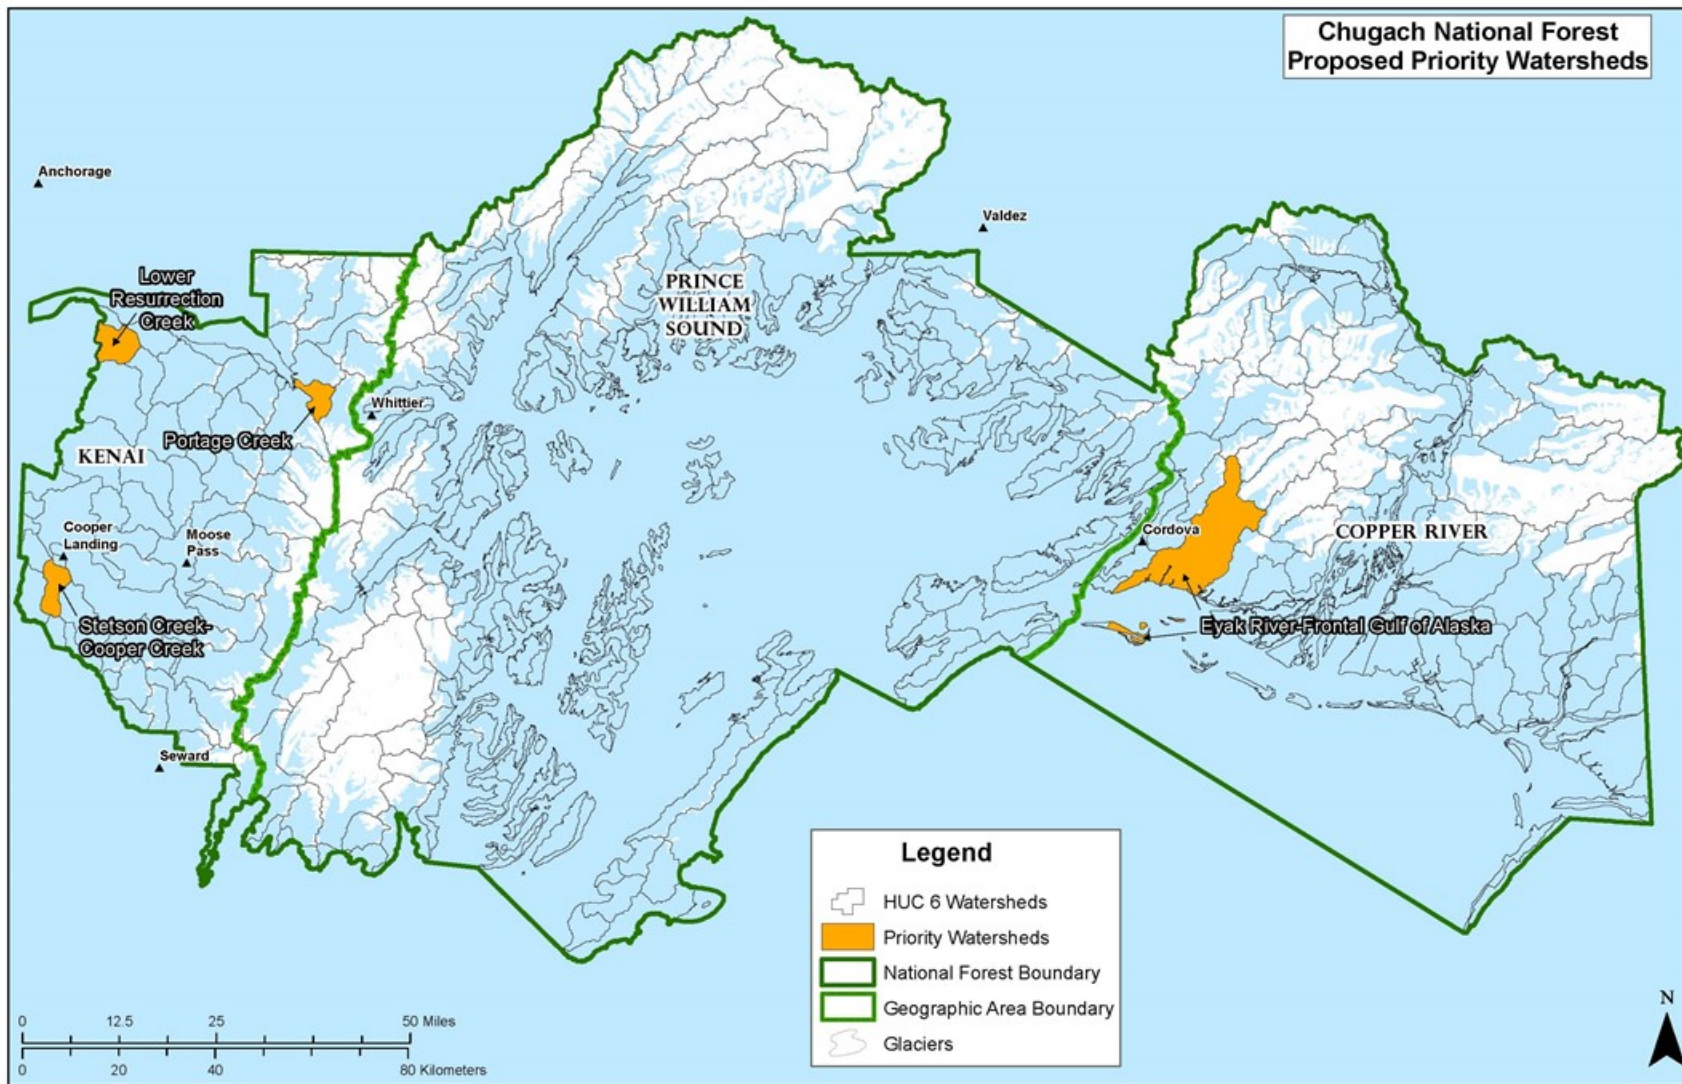 Chugach National Forest
Proposed Priority Watersheds
Anchorage
Valdez
Lower
Resurrection
Creek
PRINCE
WILLIAM
SOUND
Whittier
Portage Creek
KENAI
Cooper
Landing
Moose
Pass
Cordova
COPPER RIVER
Stetson Creek-
Cooper Creek
Eyak River-Frontal Gulf of Alaska
Seward
Legend
HUC 6 Watersheds
Priority Watersheds
National Forest Boundary
Geographic Area Boundary
Glaciers
0 12.5 25 50 Miles
0 20 40 80 Kilometers
N